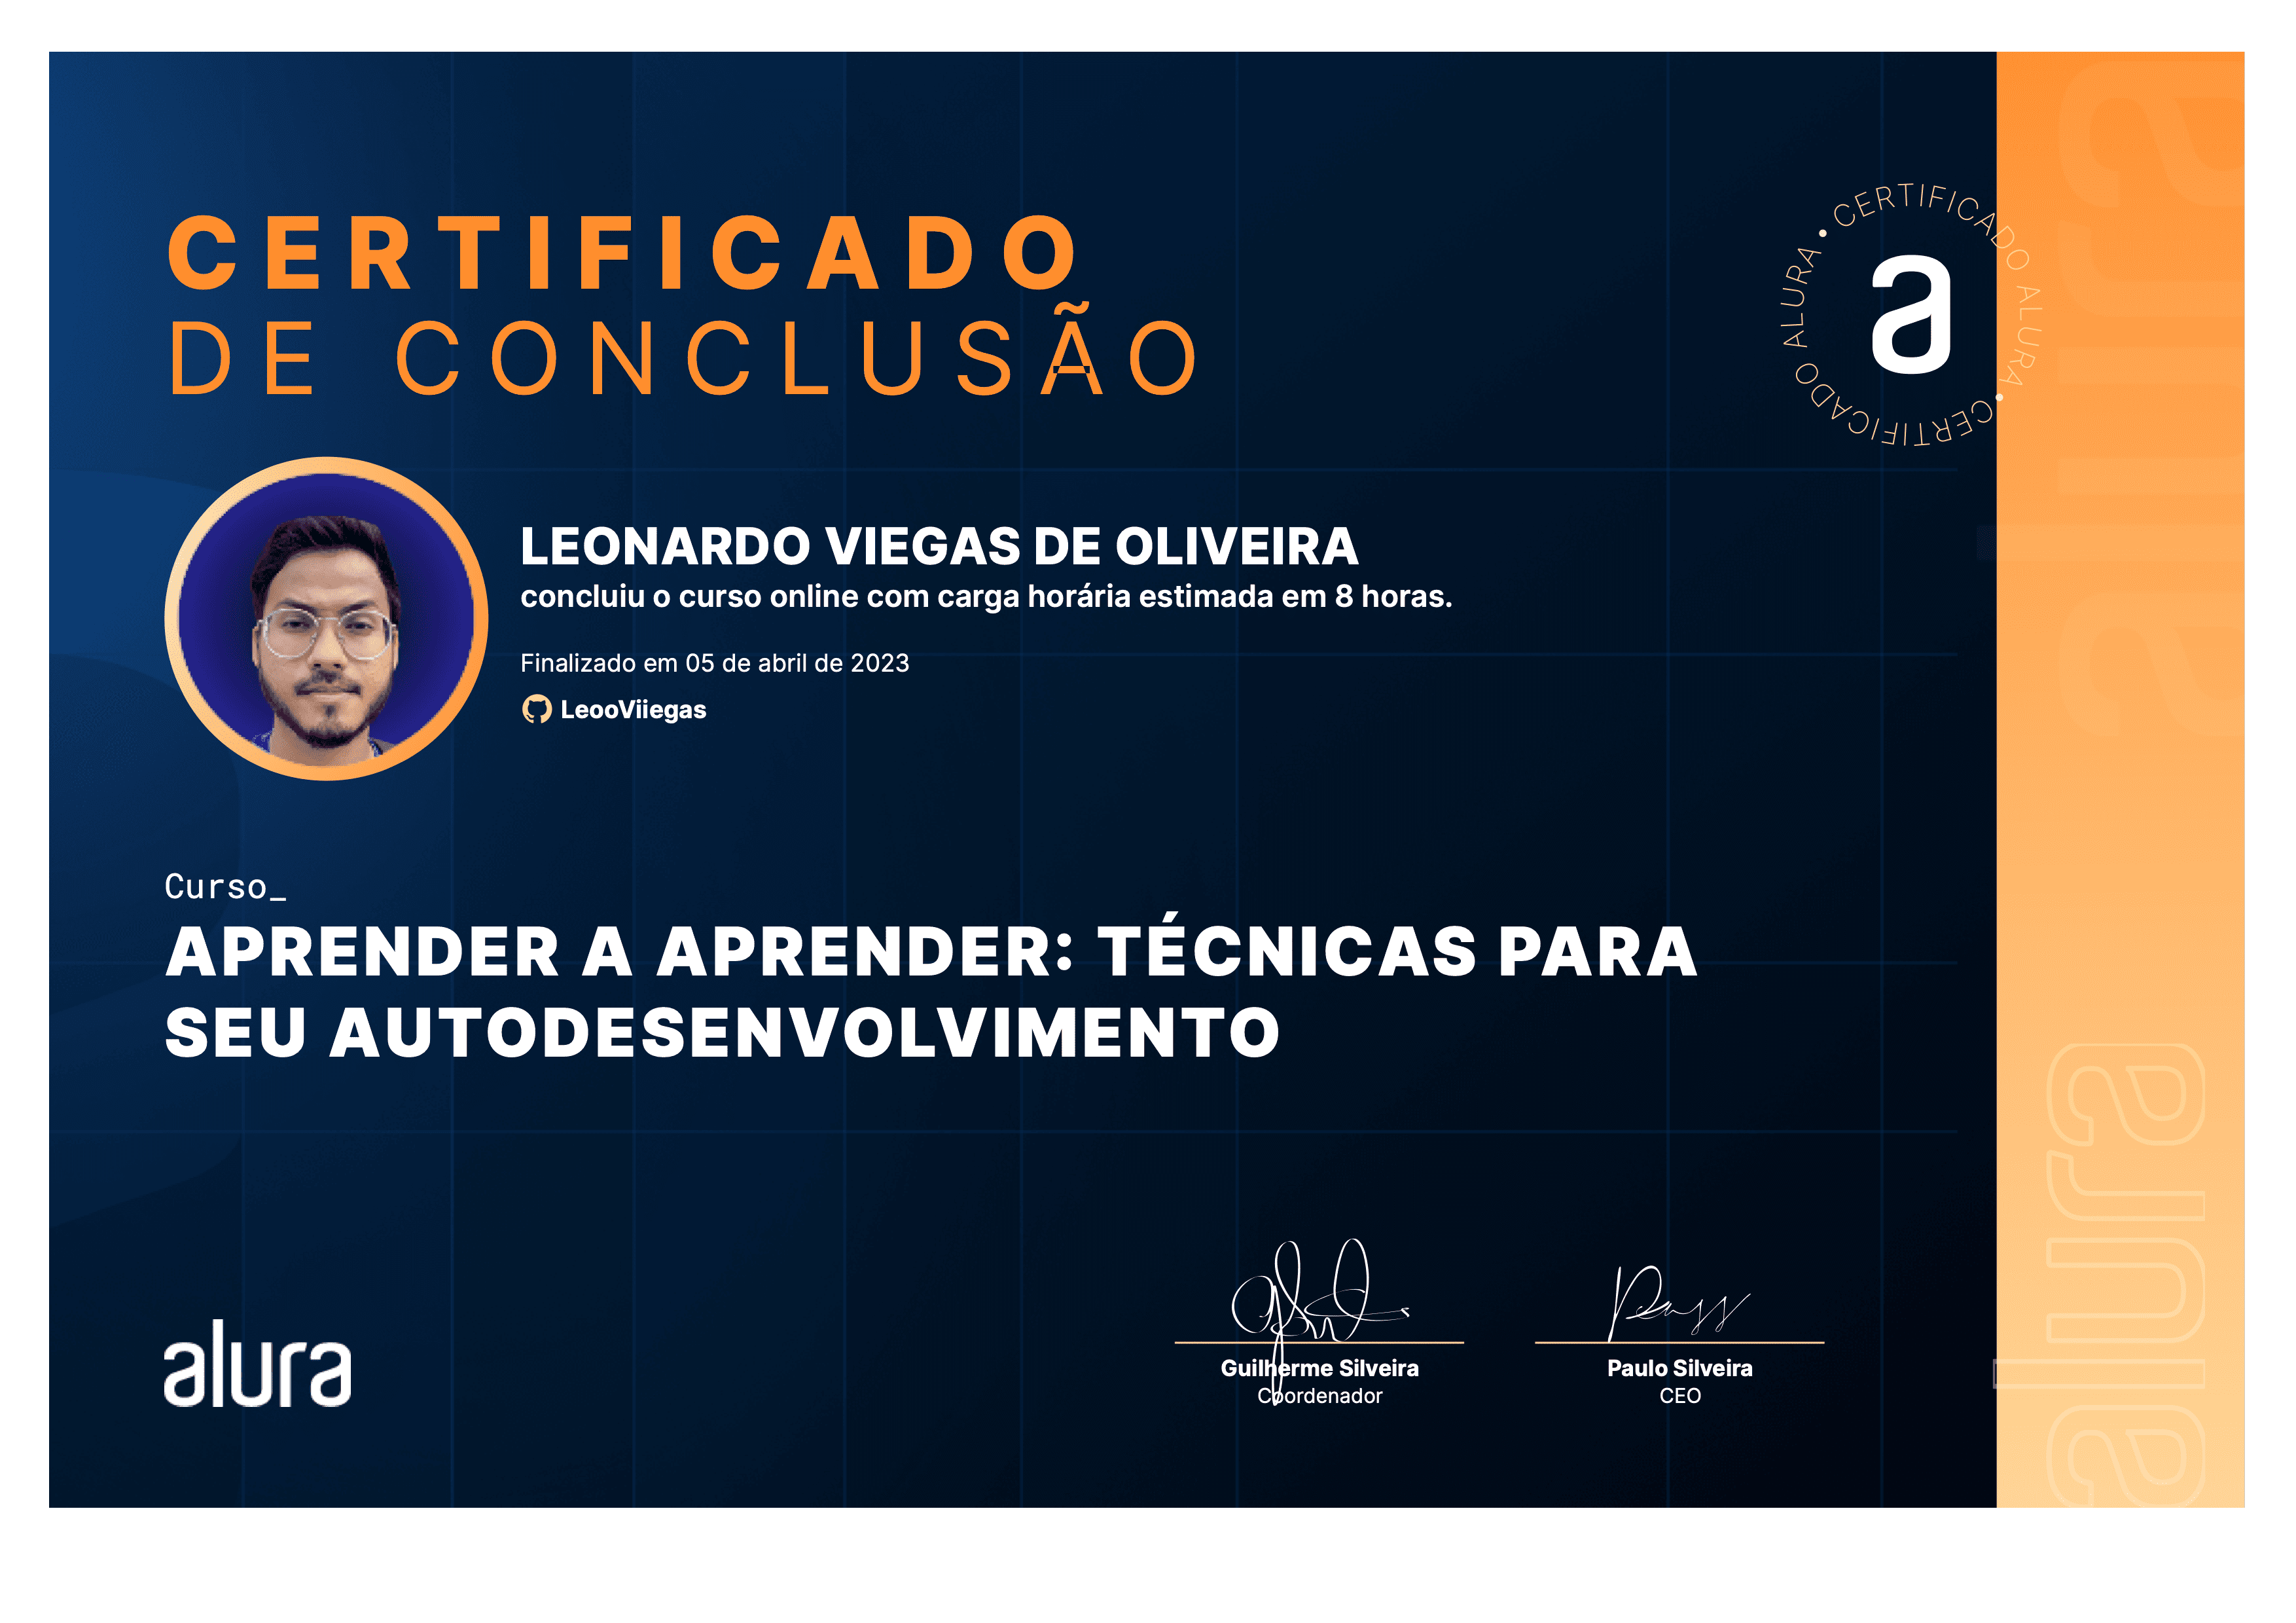 CERTIFICADO
DE CONCLUSÃO
CERTIFICADO ALURA • CERTIFICADO ALURA •
a
LEONARDO VIEGAS DE OLIVEIRA
concluiu o curso online com carga horária estimada em 8 horas.
Finalizado em 05 de abril de 2023
LeooViiegas
Curso_
APRENDER A APRENDER: TÉCNICAS PARA
SEU AUTODESENVOLVIMENTO
alura
Guilherme Silveira
Coordenador
Paulo Silveira
CEO
alura
alura